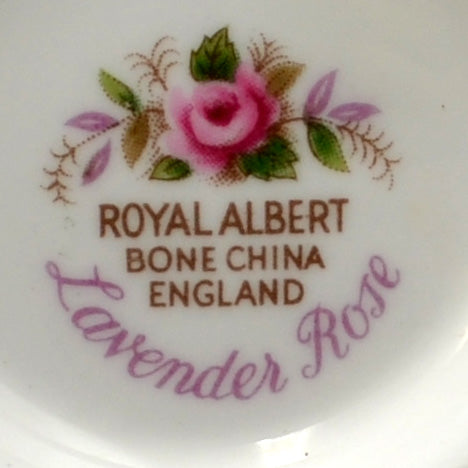 ROYAL ALBERT
BONE CHINA
ENGLAND
Lavender Rose